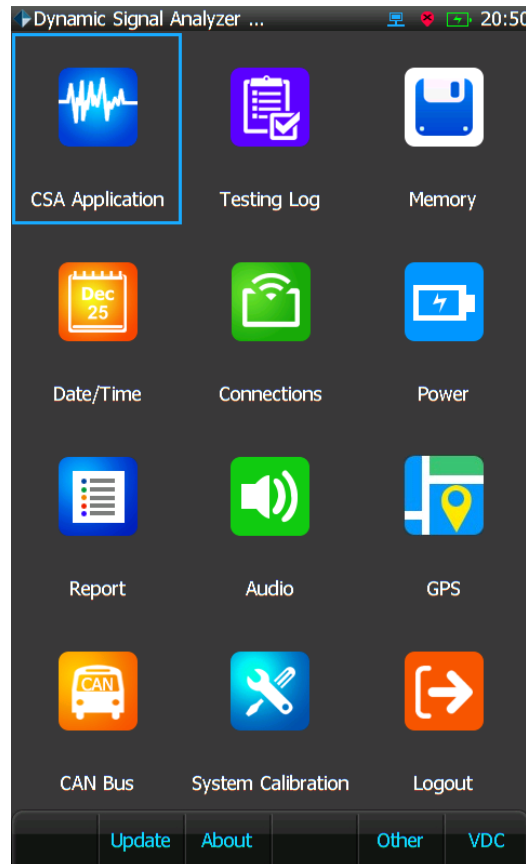 Dynamic Signal Analyzer ... 20:50
CSA Application Testing Log Memory
Dec
25
Date/Time Connections Power
Report Audio GPS
CAN
CAN Bus System Calibration Logout
Update About Other VDC